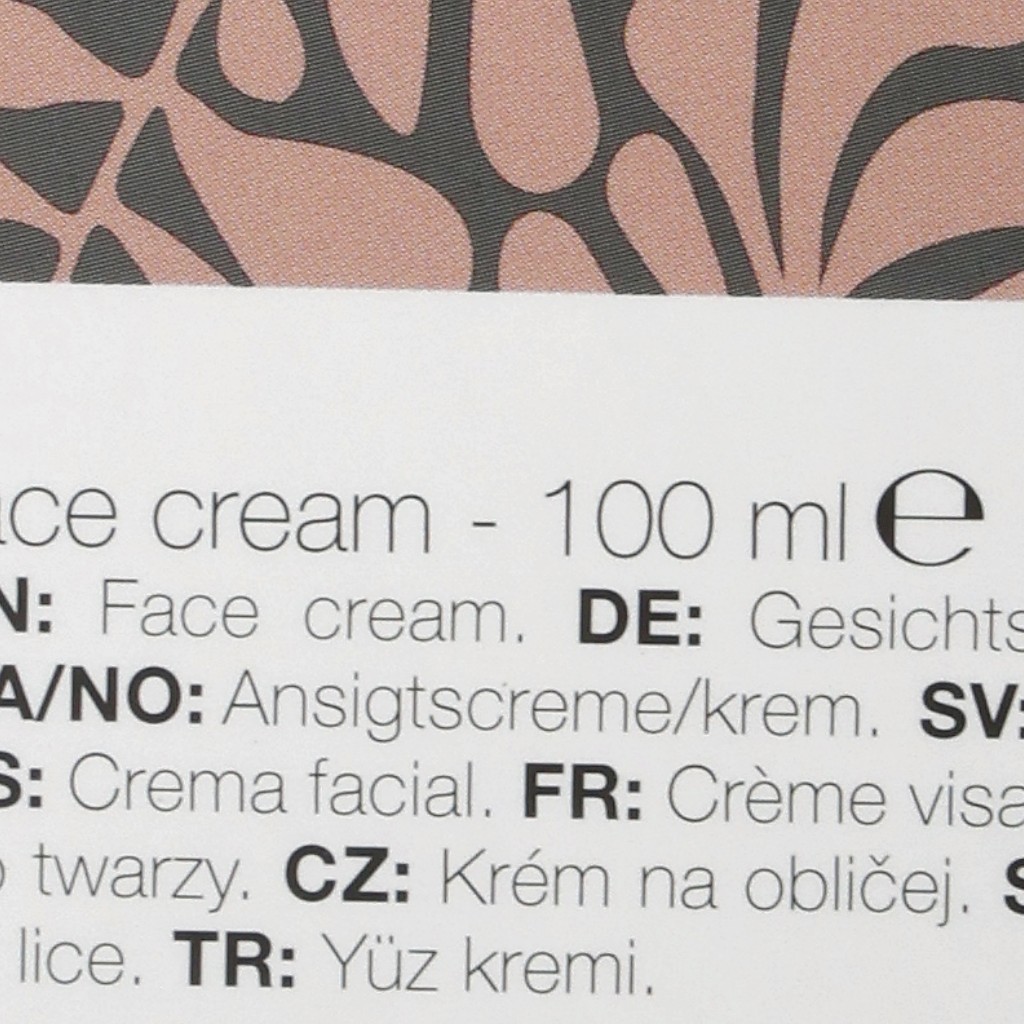 ace cream - 100 ml ℮
N: Face cream. DE: Gesichts
A/NO: Ansigtscreme/krem. SV:
S: Crema facial. FR: Crème visa
o twarzy. CZ: Krém na obličej. S
lice. TR: Yüz kremi.